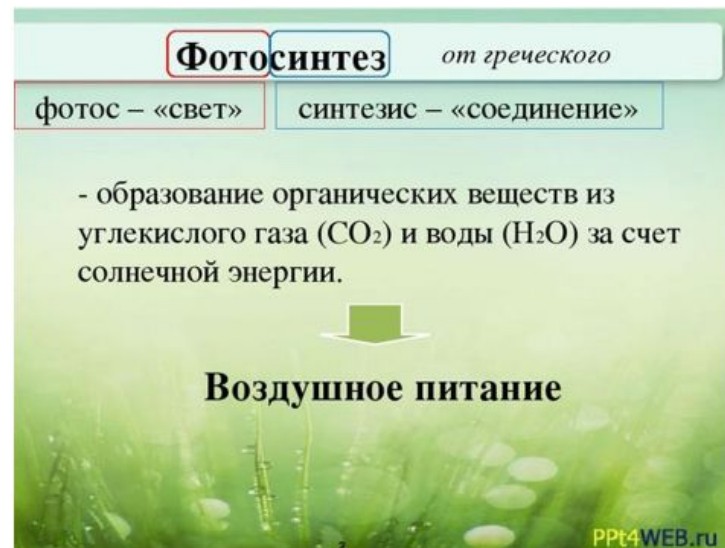 Фотосинтез от греческого
фотос – «свет» синтезис – «соединение»
- образование органических веществ из
углекислого газа (CO₂) и воды (H₂O) за счет
солнечной энергии.
Воздушное питание
PPt4WEB.ru